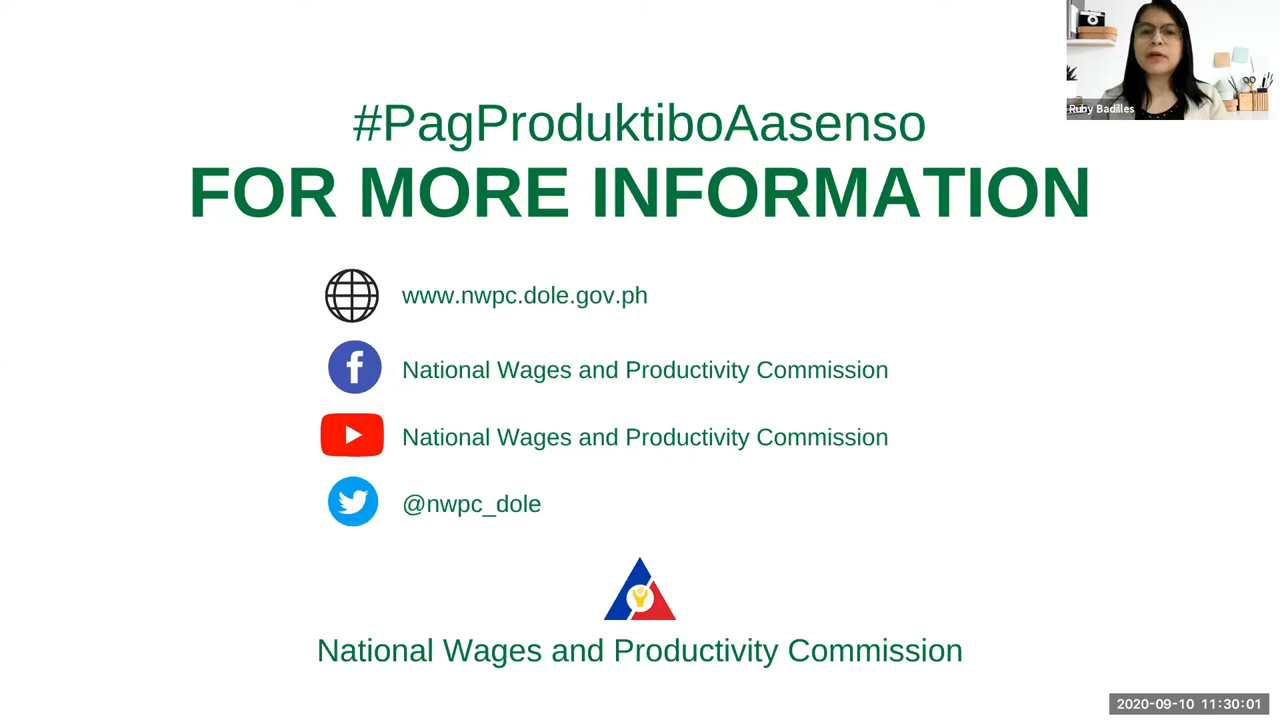 Ruby Badilles
#PagProduktiboAasenso
FOR MORE INFORMATION
www.nwpc.dole.gov.ph
National Wages and Productivity Commission
National Wages and Productivity Commission
@nwpc_dole
National Wages and Productivity Commission
2020-09-10 11:30:01